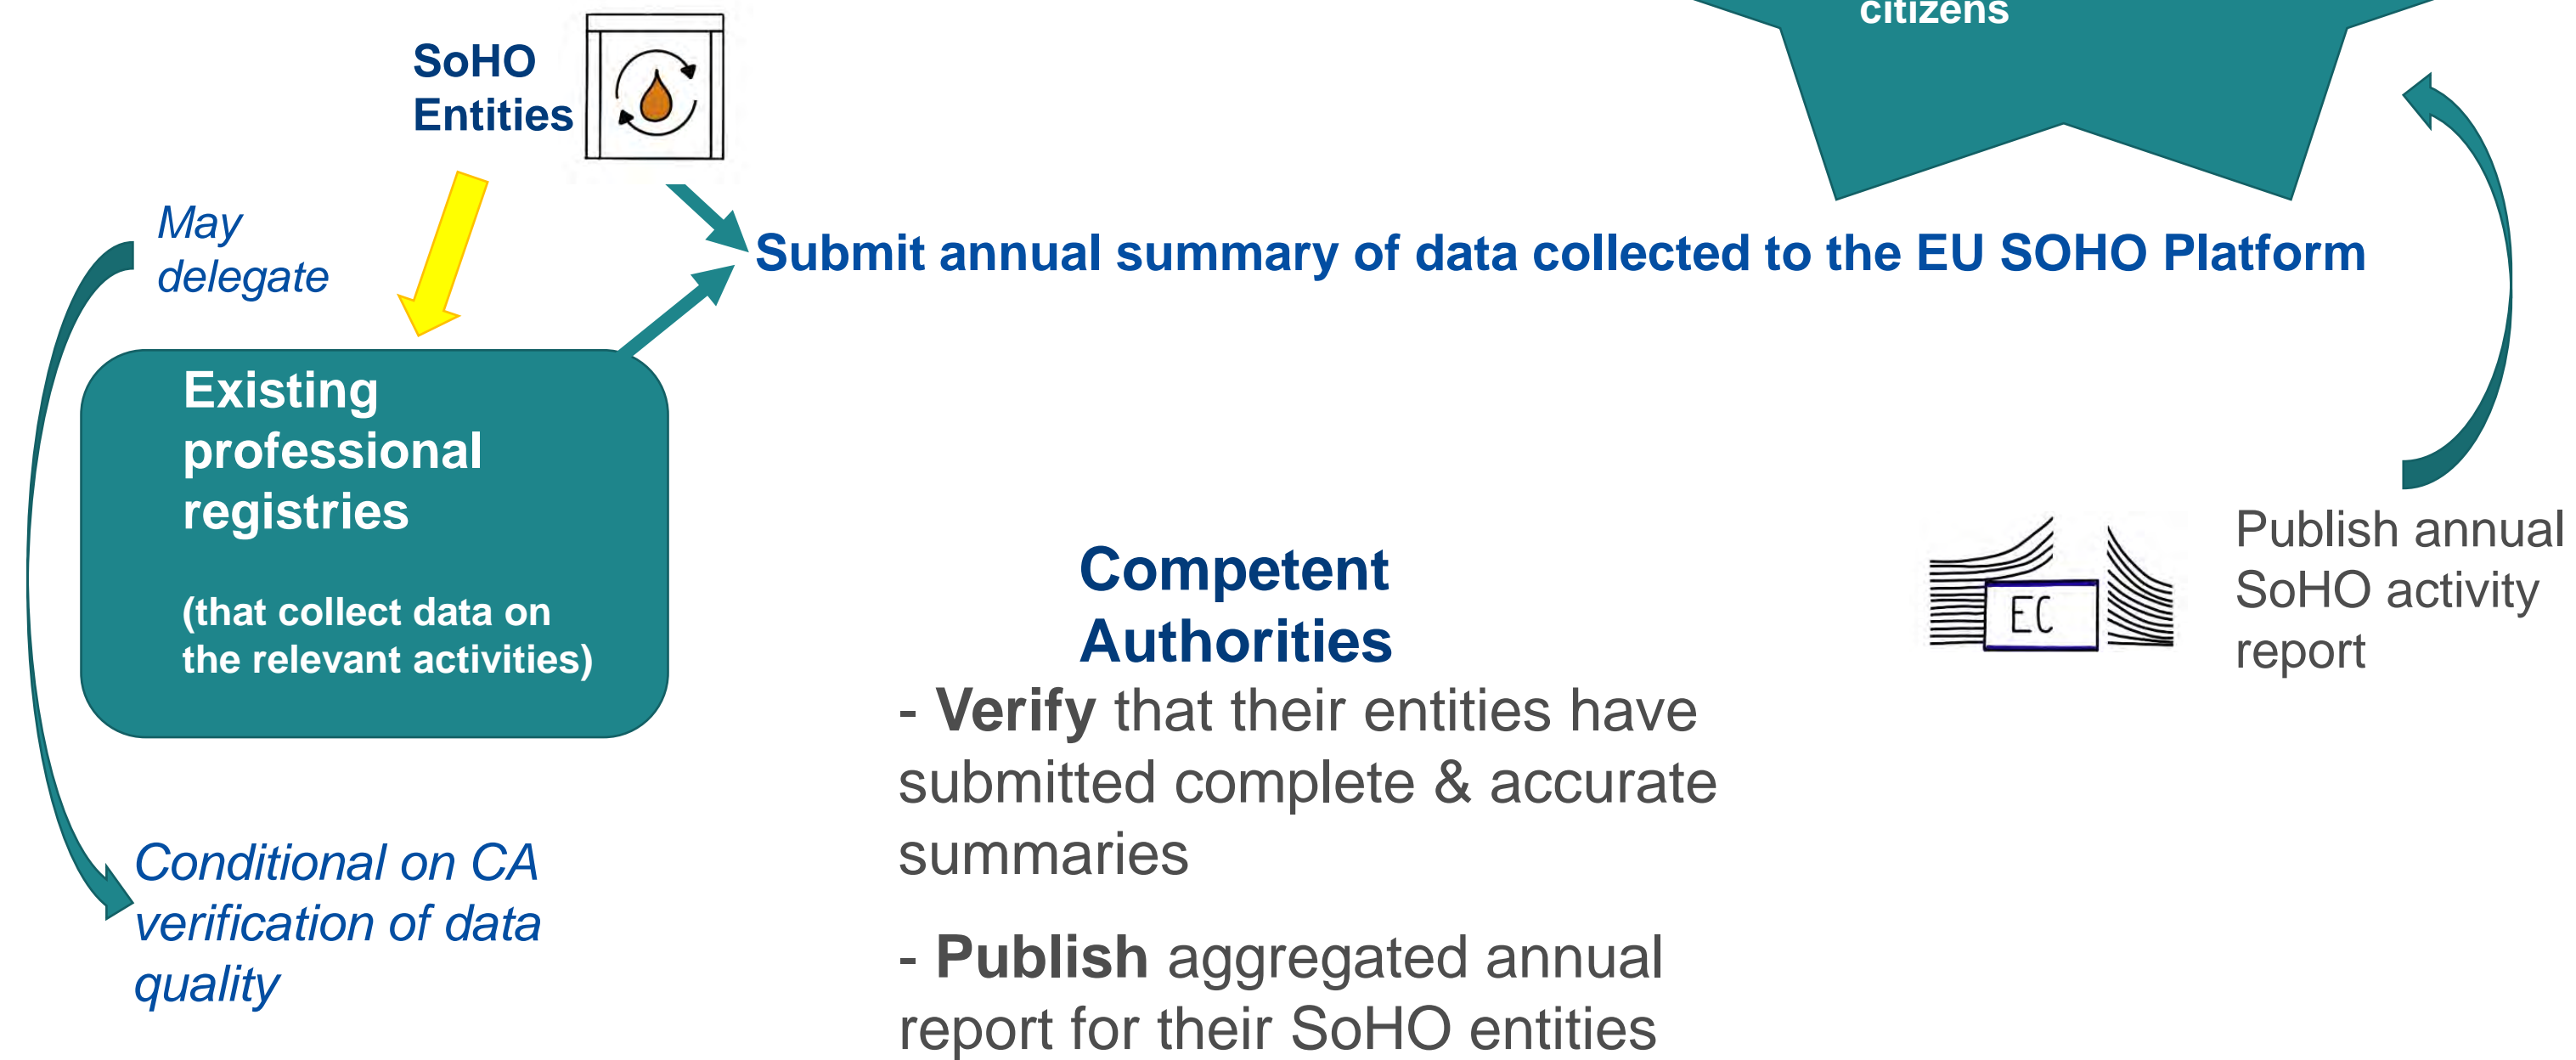 citizens
SoHO
Entities
May
delegate
Submit annual summary of data collected to the EU SOHO Platform
Existing
professional
registries
(that collect data on
the relevant activities)
Competent
Authorities
- Verify that their entities have
submitted complete & accurate
summaries
- Publish aggregated annual
report for their SoHO entities
EC
Publish annual
SoHO activity
report
Conditional on CA
verification of data
quality